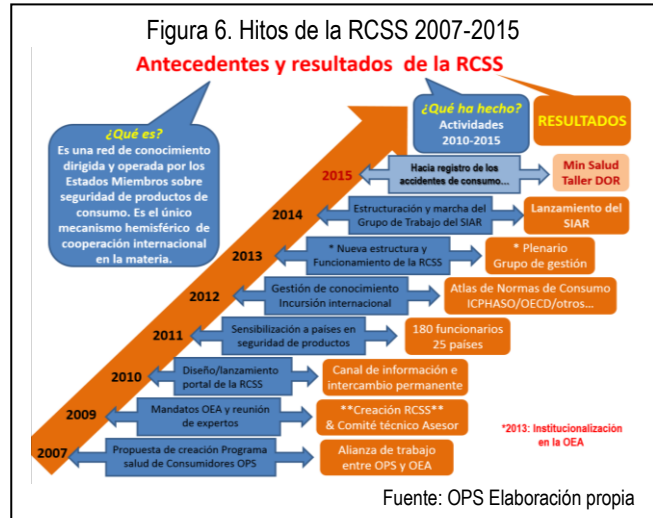 Figura 6. Hitos de la RCSS 2007-2015
Antecedentes y resultados de la RCSS
¿Qué es?
Es una red de conocimiento
dirigida y operada por los
Estados Miembros sobre
seguridad de productos de
consumo. Es el único
mecanismo hemisférico de
cooperación internacional
en la materia.
¿Qué ha hecho?
Actividades
2010-2015
RESULTADOS
2015
Hacia registro de los
accidentes de consumo...
Min Salud
Taller DOR
2014
Estructuración y marcha del
Grupo de Trabajo del SIAR
Lanzamiento del
SIAR
2013
* Nueva estructura y
Funcionamiento de la RCSS
* Plenario
Grupo de gestión
2012
Gestión de conocimiento
Incursión internacional
Atlas de Normas de Consumo
ICPHASO/OECD/otros...
2011
Sensibilización a países en
seguridad de productos
180 funcionarios
25 países
2010
Diseño/lanzamiento
portal de la RCSS
Canal de información e
intercambio permanente
2009
Mandatos OEA y reunión de
expertos
**Creación RCSS**
& Comité técnico Asesor
2007
Propuesta de creación Programa
salud de Consumidores OPS
Alianza de trabajo
entre OPS y OEA
*2013: Institucionalización
en la OEA
Fuente: OPS Elaboración propia